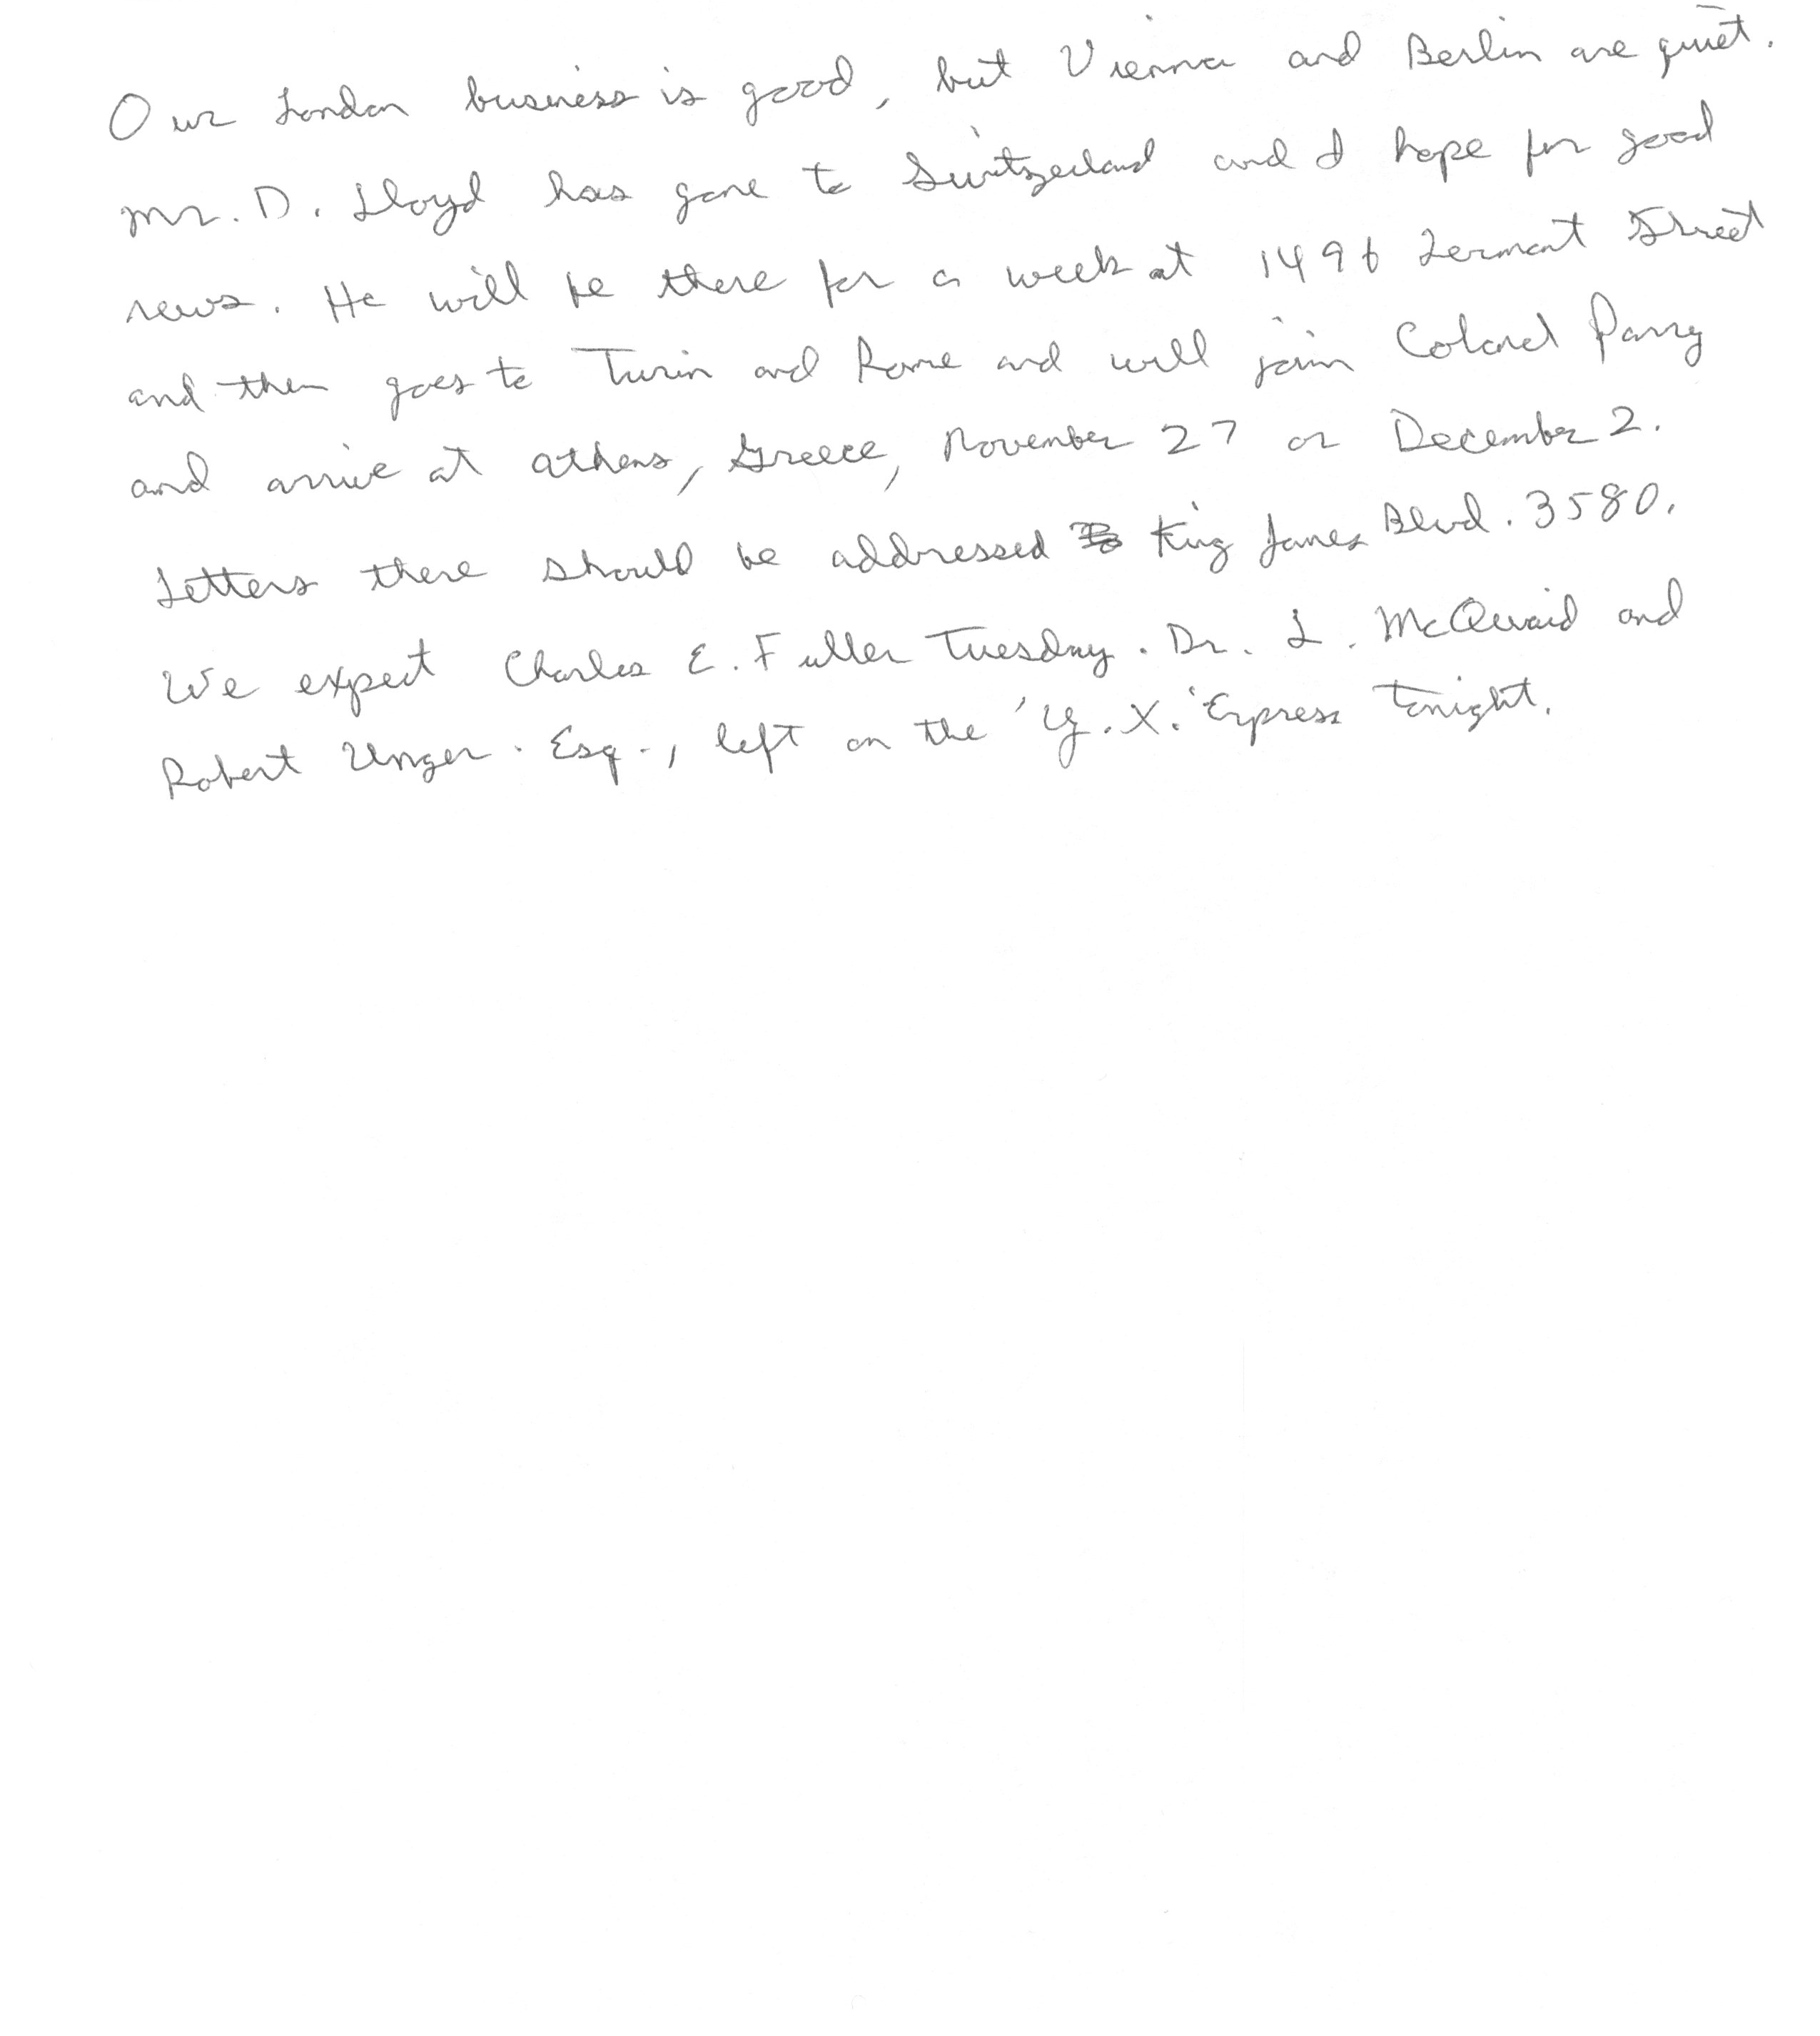 Our London business is good, but Vienna and Berlin are quiet.
Mr. D. Lloyd has gone to Switzerland and I hope for good
news. He will be there for a week at 1496 Zermont Street
and then goes to Turin and Rome and will join Colonel Parry
and arrive at Athens, Greece, November 27 or December 2.
Letters there should be addressed King James Blvd. 3580.
We expect Charles E. Fuller Tuesday. Dr. L. McQuaid and
Robert Unger. Esq., left on the 'Y.X.' Express tonight.